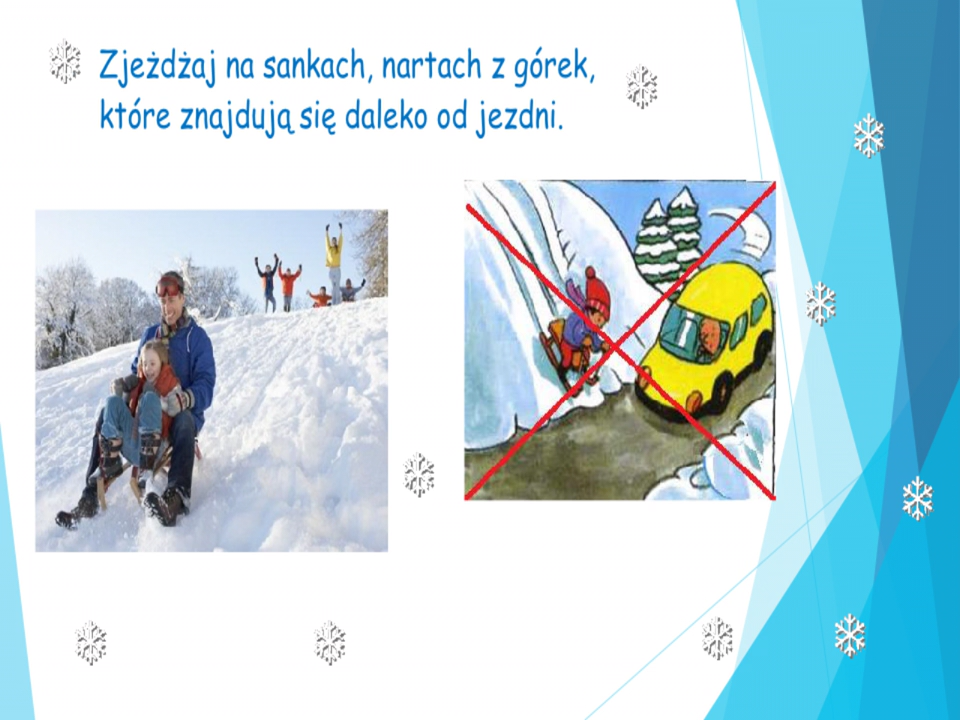 Zjeżdżaj na sankach, nartach z górek,
które znajdują się daleko od jezdni.